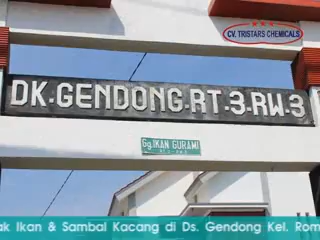 CV. TRISTARS CHEMICALS
DK.GENDONG.RT.3.RW.3
Gg.IKAN GURAMI
ak Ikan & Sambal Kacang di Ds. Gendong Kel. Rom